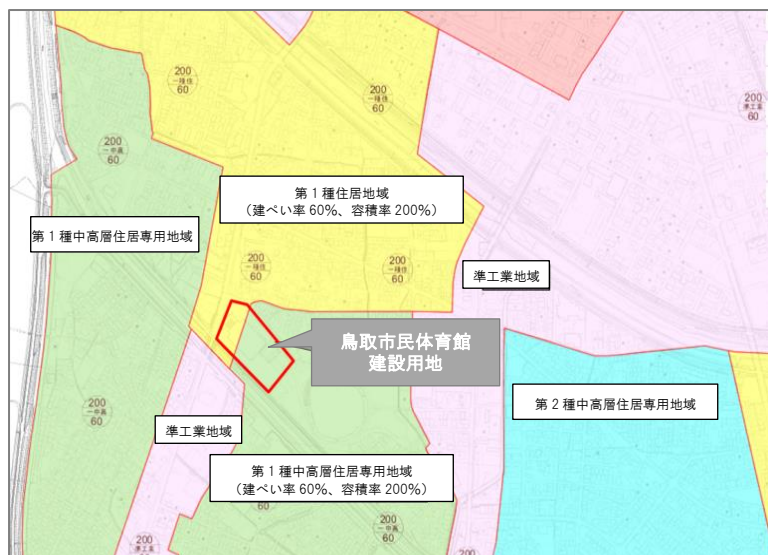 200
一中高
60
200
一種住
60
200
一種住
60
200
準工業
60
第1種住居地域
（建ぺい率 60%、容積率 200%）
第1種中高層住居専用地域
200
一種住
60
200
一種住
60
準工業地域
鳥取市民体育館
建設用地
200
一中高
60
準工業地域
第2種中高層住居専用地域
第1種中高層住居専用地域
（建ぺい率 60%、容積率 200%）
60
200
一中高
60
200
準工業
60
200